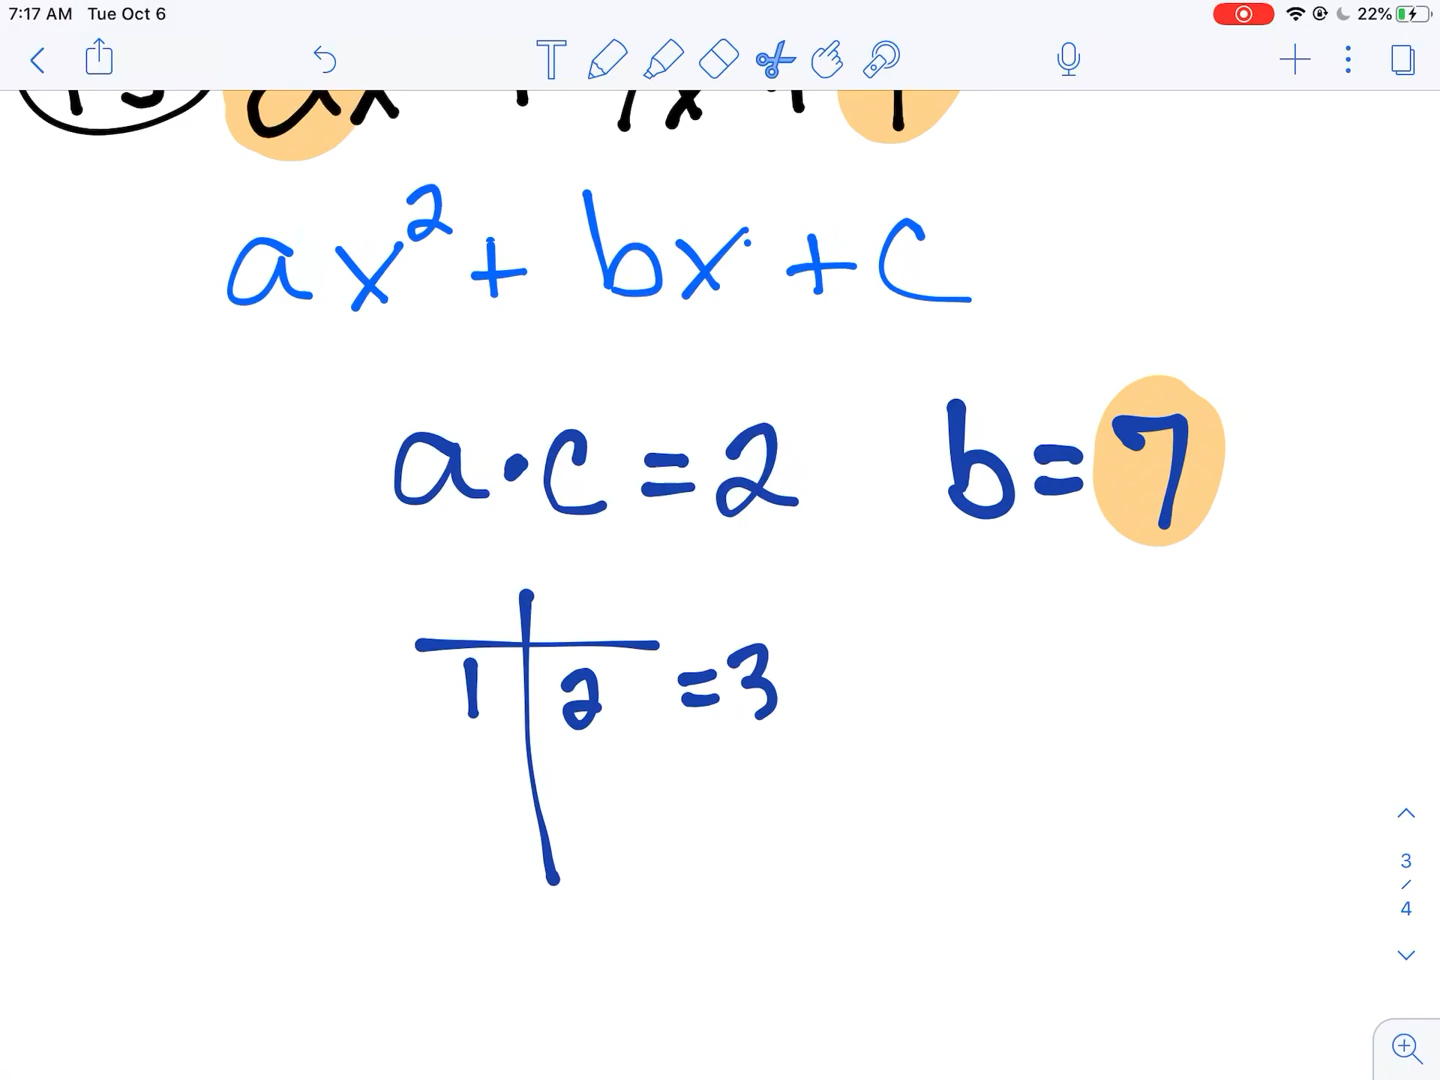 7:17 AM Tue Oct 6 22%
T
ax² + bx + c
a·c=2 b=7
1 2 =3
3
/
4